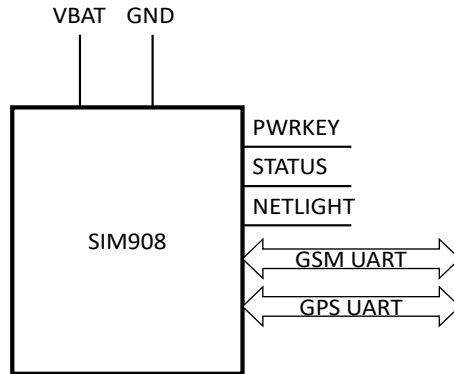 VBAT GND
PWRKEY
STATUS
NETLIGHT
SIM908
GSM UART
GPS UART